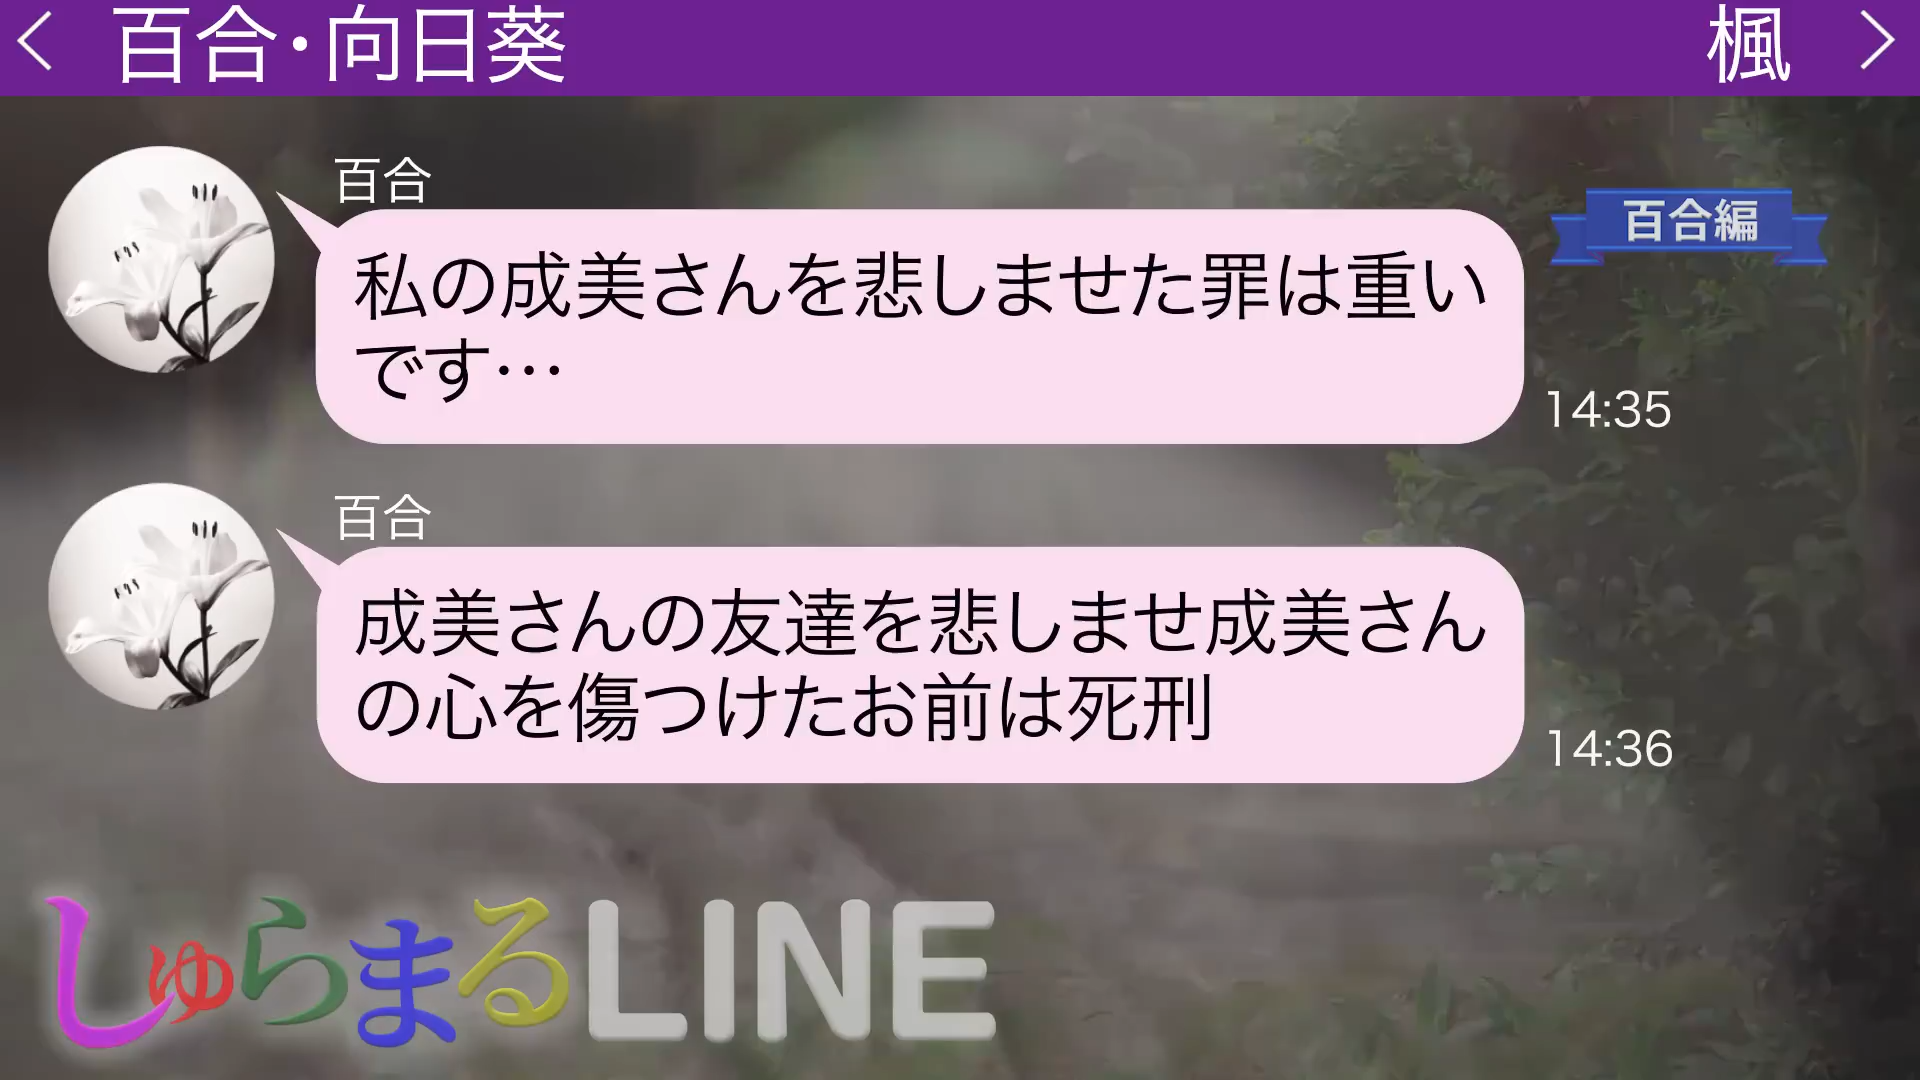 百合・向日葵
楓
百合
百合編
私の成美さんを悲しませた罪は重い
です…
14:35
百合
成美さんの友達を悲しませ成美さん
の心を傷つけたお前は死刑
14:36
しゅらまるLINE